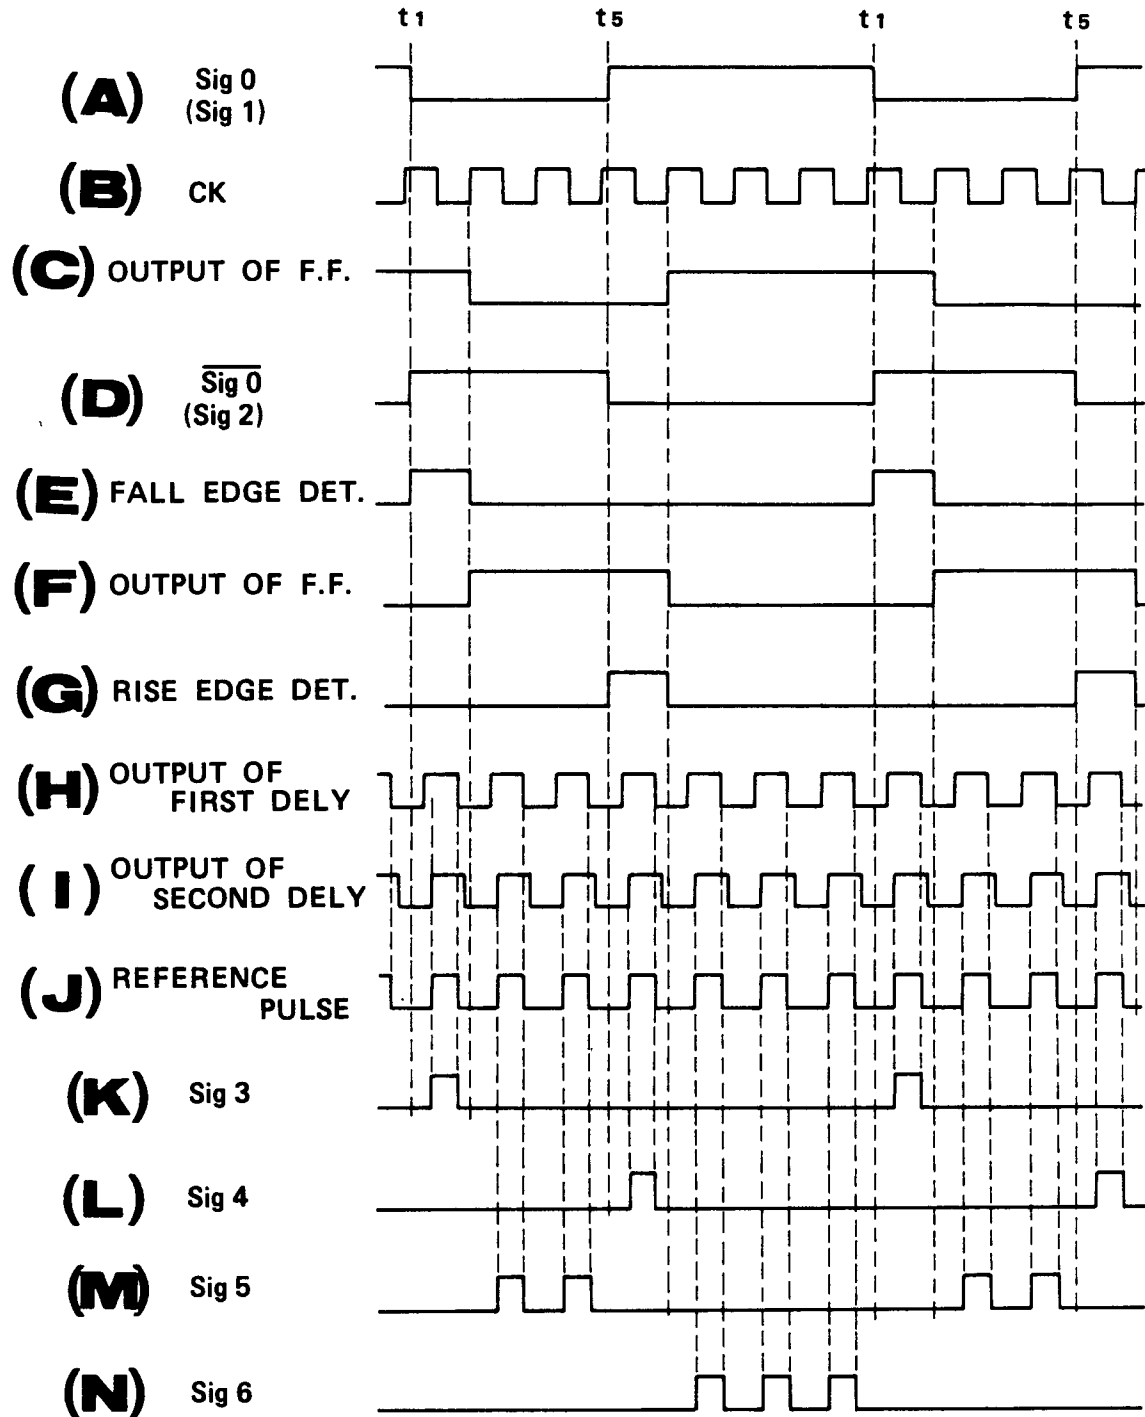 t1 t5 t1 t5
(A) Sig 0
(Sig 1)
(B) CK
(C) OUTPUT OF F.F.
(D) Sig 0
(Sig 2)
(E) FALL EDGE DET.
(F) OUTPUT OF F.F.
(G) RISE EDGE DET.
(H) OUTPUT OF
FIRST DELY
(I) OUTPUT OF
SECOND DELY
(J) REFERENCE
PULSE
(K) Sig 3
(L) Sig 4
(M) Sig 5
(N) Sig 6